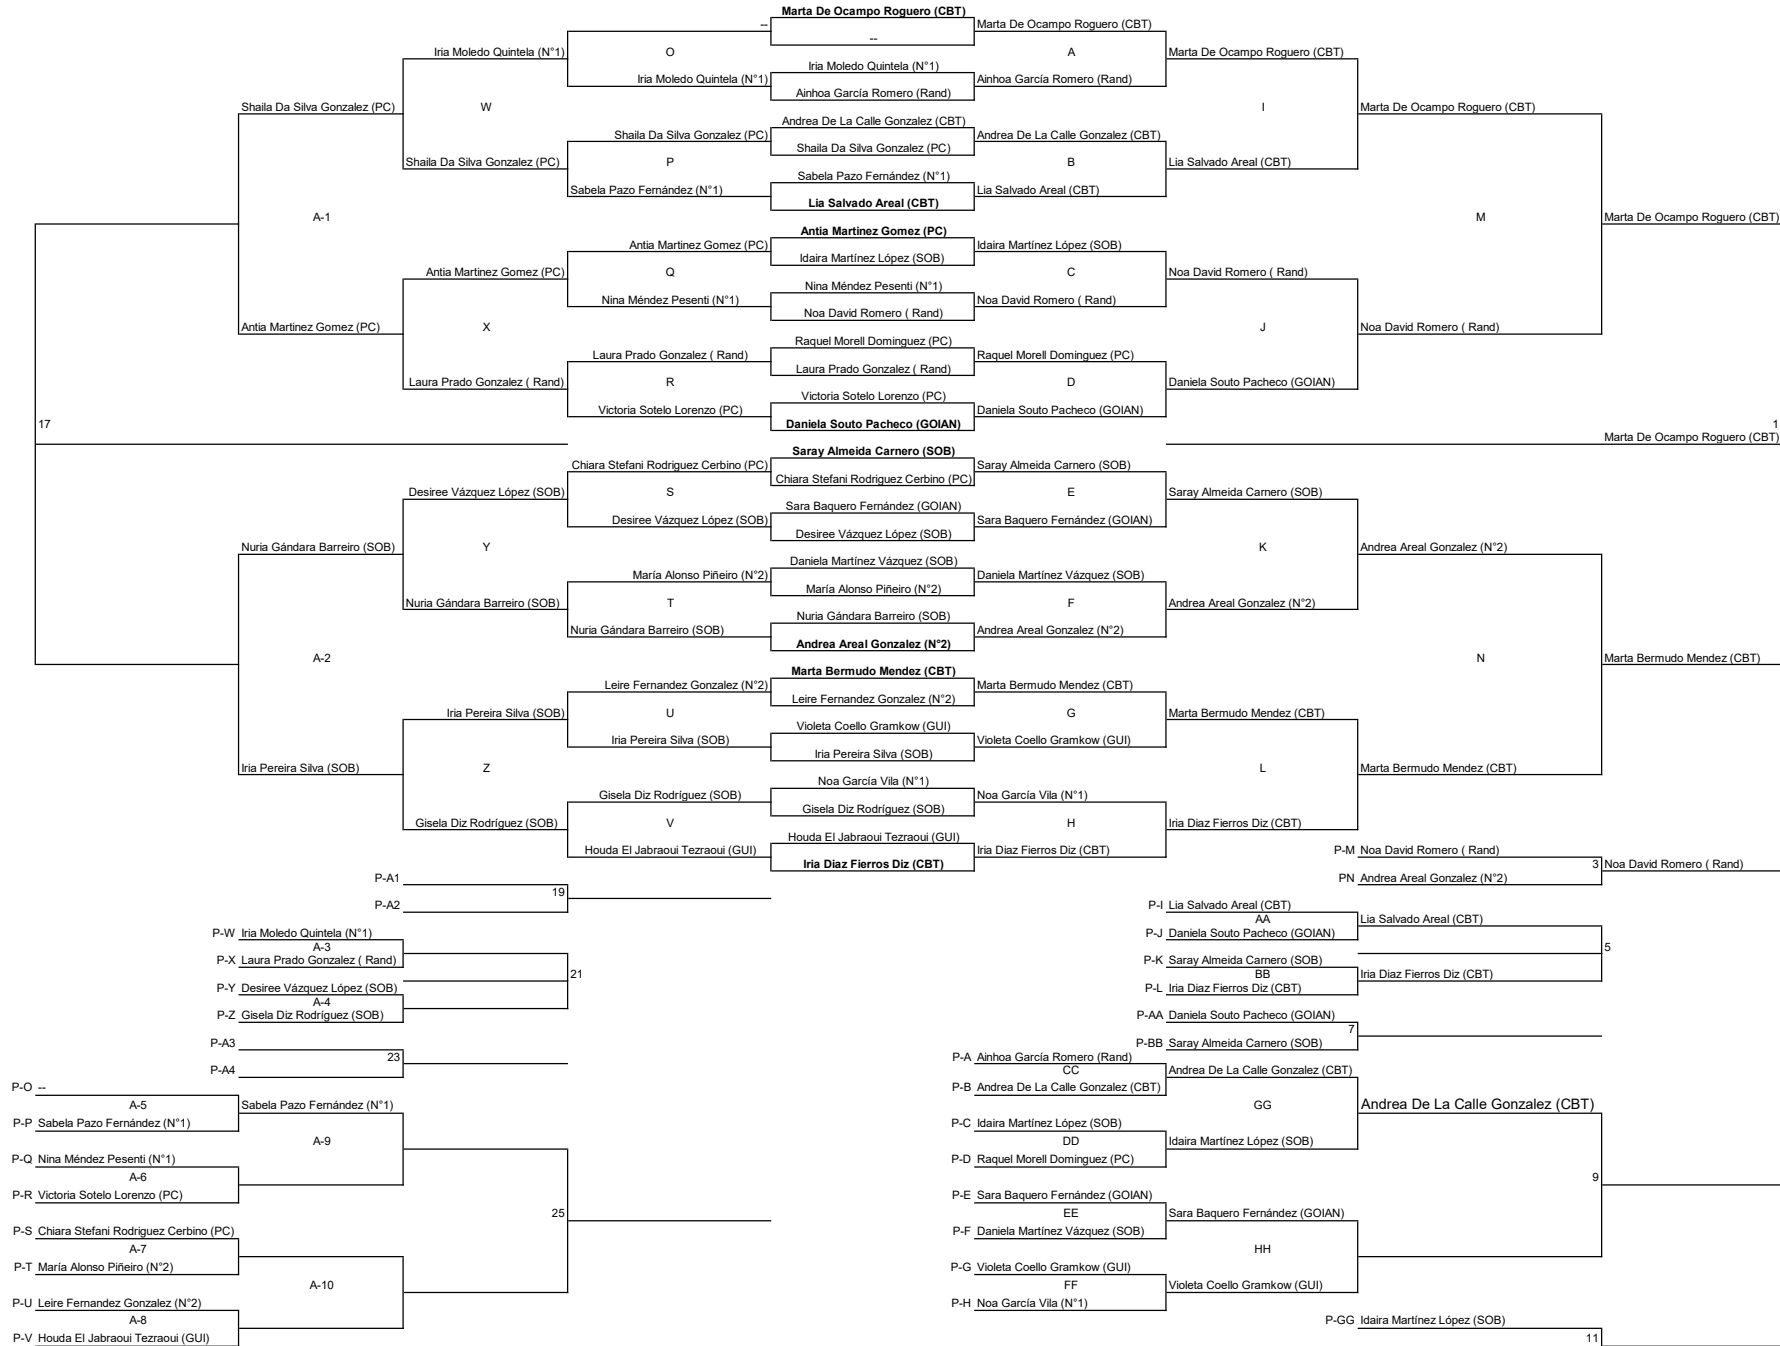 Marta De Ocampo Roguero (CBT)
-- Marta De Ocampo Roguero (CBT)
--
Iria Moledo Quintela (N°1) O A Marta De Ocampo Roguero (CBT)
Iria Moledo Quintela (N°1)
Iria Moledo Quintela (N°1) Ainhoa García Romero (Rand)
Ainhoa García Romero (Rand)
Shaila Da Silva Gonzalez (PC) W I Marta De Ocampo Roguero (CBT)
Andrea De La Calle Gonzalez (CBT)
Shaila Da Silva Gonzalez (PC) Andrea De La Calle Gonzalez (CBT)
Shaila Da Silva Gonzalez (PC)
Shaila Da Silva Gonzalez (PC) P B Lia Salvado Areal (CBT)
Sabela Pazo Fernández (N°1)
Sabela Pazo Fernández (N°1) Lia Salvado Areal (CBT)
Lia Salvado Areal (CBT)
A-1 M Marta De Ocampo Roguero (CBT)
Antia Martinez Gomez (PC)
Antia Martinez Gomez (PC) Idaira Martínez López (SOB)
Idaira Martínez López (SOB)
Antia Martinez Gomez (PC) Q C Noa David Romero ( Rand)
Nina Méndez Pesenti (N°1)
Nina Méndez Pesenti (N°1) Noa David Romero ( Rand)
Noa David Romero ( Rand)
Antia Martinez Gomez (PC) X J Noa David Romero ( Rand)
Raquel Morell Dominguez (PC)
Laura Prado Gonzalez ( Rand) Raquel Morell Dominguez (PC)
Laura Prado Gonzalez ( Rand)
Laura Prado Gonzalez ( Rand) R D Daniela Souto Pacheco (GOIAN)
Victoria Sotelo Lorenzo (PC)
Victoria Sotelo Lorenzo (PC) Daniela Souto Pacheco (GOIAN)
Daniela Souto Pacheco (GOIAN)
17 1
Marta De Ocampo Roguero (CBT)
Saray Almeida Carnero (SOB)
Chiara Stefani Rodriguez Cerbino (PC) Saray Almeida Carnero (SOB)
Chiara Stefani Rodriguez Cerbino (PC)
Desiree Vázquez López (SOB) S E Saray Almeida Carnero (SOB)
Sara Baquero Fernández (GOIAN)
Desiree Vázquez López (SOB) Sara Baquero Fernández (GOIAN)
Desiree Vázquez López (SOB)
Nuria Gándara Barreiro (SOB) Y K Andrea Areal Gonzalez (N°2)
Daniela Martínez Vázquez (SOB)
María Alonso Piñeiro (N°2) Daniela Martínez Vázquez (SOB)
María Alonso Piñeiro (N°2)
Nuria Gándara Barreiro (SOB) T F Andrea Areal Gonzalez (N°2)
Nuria Gándara Barreiro (SOB)
Nuria Gándara Barreiro (SOB) Andrea Areal Gonzalez (N°2)
Andrea Areal Gonzalez (N°2)
A-2 N Marta Bermudo Mendez (CBT)
Marta Bermudo Mendez (CBT)
Leire Fernandez Gonzalez (N°2) Marta Bermudo Mendez (CBT)
Leire Fernandez Gonzalez (N°2)
Iria Pereira Silva (SOB) U G Marta Bermudo Mendez (CBT)
Violeta Coello Gramkow (GUI)
Iria Pereira Silva (SOB) Violeta Coello Gramkow (GUI)
Iria Pereira Silva (SOB)
Iria Pereira Silva (SOB) Z L Marta Bermudo Mendez (CBT)
Noa García Vila (N°1)
Gisela Diz Rodríguez (SOB) Noa García Vila (N°1)
Gisela Diz Rodríguez (SOB)
Gisela Diz Rodríguez (SOB) V H Iria Diaz Fierros Diz (CBT)
Houda El Jabraoui Tezraoui (GUI)
Houda El Jabraoui Tezraoui (GUI) Iria Diaz Fierros Diz (CBT) P-M Noa David Romero ( Rand)
Iria Diaz Fierros Diz (CBT) 3 Noa David Romero ( Rand)
P-A1 PN Andrea Areal Gonzalez (N°2)
19
P-A2 P-I Lia Salvado Areal (CBT)
AA Lia Salvado Areal (CBT)
P-W Iria Moledo Quintela (N°1) P-J Daniela Souto Pacheco (GOIAN)
A-3 5
P-X Laura Prado Gonzalez ( Rand) P-K Saray Almeida Carnero (SOB)
21 BB Iria Diaz Fierros Diz (CBT)
P-Y Desiree Vázquez López (SOB) P-L Iria Diaz Fierros Diz (CBT)
A-4
P-Z Gisela Diz Rodríguez (SOB) P-AA Daniela Souto Pacheco (GOIAN)
7
P-A3 P-BB Saray Almeida Carnero (SOB)
23 P-A Ainhoa García Romero (Rand)
P-A4 CC Andrea De La Calle Gonzalez (CBT)
P-O -- P-B Andrea De La Calle Gonzalez (CBT)
A-5 Sabela Pazo Fernández (N°1) GG Andrea De La Calle Gonzalez (CBT)
P-P Sabela Pazo Fernández (N°1) P-C Idaira Martínez López (SOB)
A-9 DD Idaira Martínez López (SOB)
P-Q Nina Méndez Pesenti (N°1) P-D Raquel Morell Dominguez (PC)
A-6 9
P-R Victoria Sotelo Lorenzo (PC) P-E Sara Baquero Fernández (GOIAN)
25 EE Sara Baquero Fernández (GOIAN)
P-S Chiara Stefani Rodriguez Cerbino (PC) P-F Daniela Martínez Vázquez (SOB)
A-7 HH
P-T María Alonso Piñeiro (N°2) P-G Violeta Coello Gramkow (GUI)
A-10 FF Violeta Coello Gramkow (GUI)
P-U Leire Fernandez Gonzalez (N°2) P-H Noa García Vila (N°1)
A-8 P-GG Idaira Martínez López (SOB)
P-V Houda El Jabraoui Tezraoui (GUI) 11